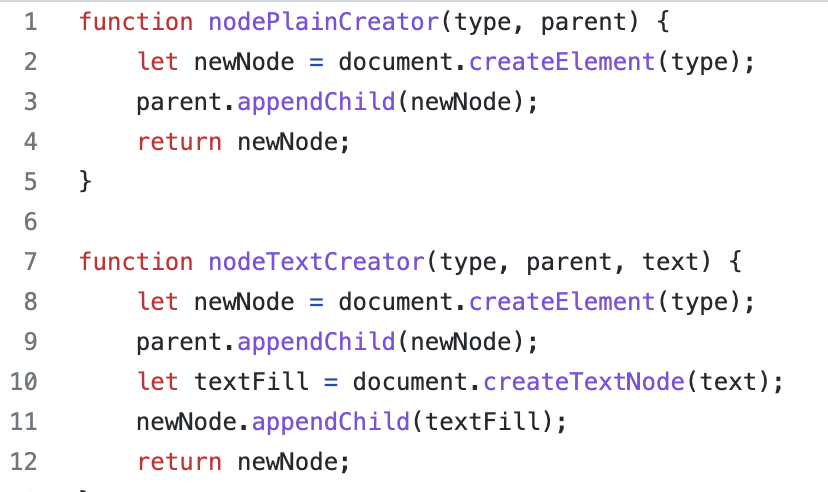 1 function nodePlainCreator(type, parent) {
2     let newNode = document.createElement(type);
3     parent.appendChild(newNode);
4     return newNode;
5 }
6
7 function nodeTextCreator(type, parent, text) {
8     let newNode = document.createElement(type);
9     parent.appendChild(newNode);
10     let textFill = document.createTextNode(text);
11     newNode.appendChild(textFill);
12     return newNode;